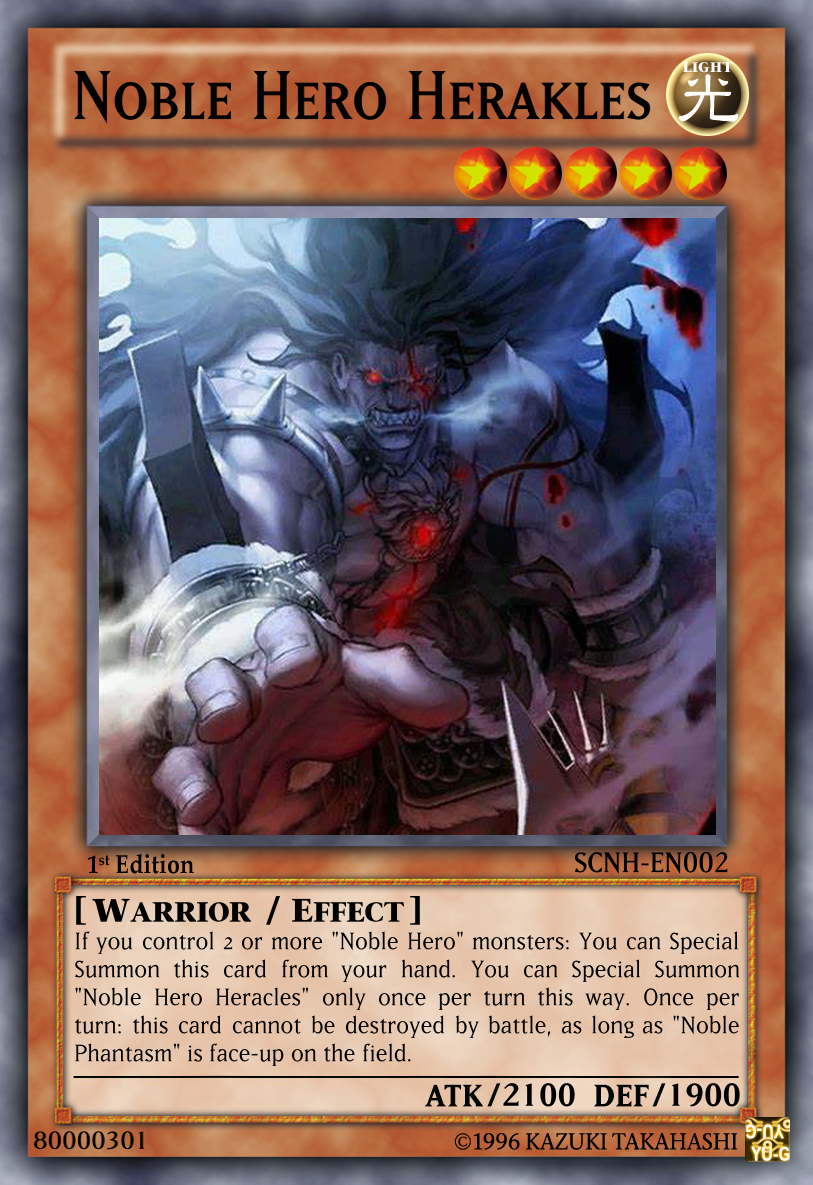 Noble Hero Herakles
LIGHT
光
1st Edition
SCNH-EN002
[ Warrior / Effect ]
If you control 2 or more "Noble Hero" monsters: You can Special
Summon this card from your hand. You can Special Summon
"Noble Hero Heracles" only once per turn this way. Once per
turn: this card cannot be destroyed by battle, as long as "Noble
Phantasm" is face-up on the field.
ATK/2100 DEF/1900
80000301
©1996 KAZUKI TAKAHASHI